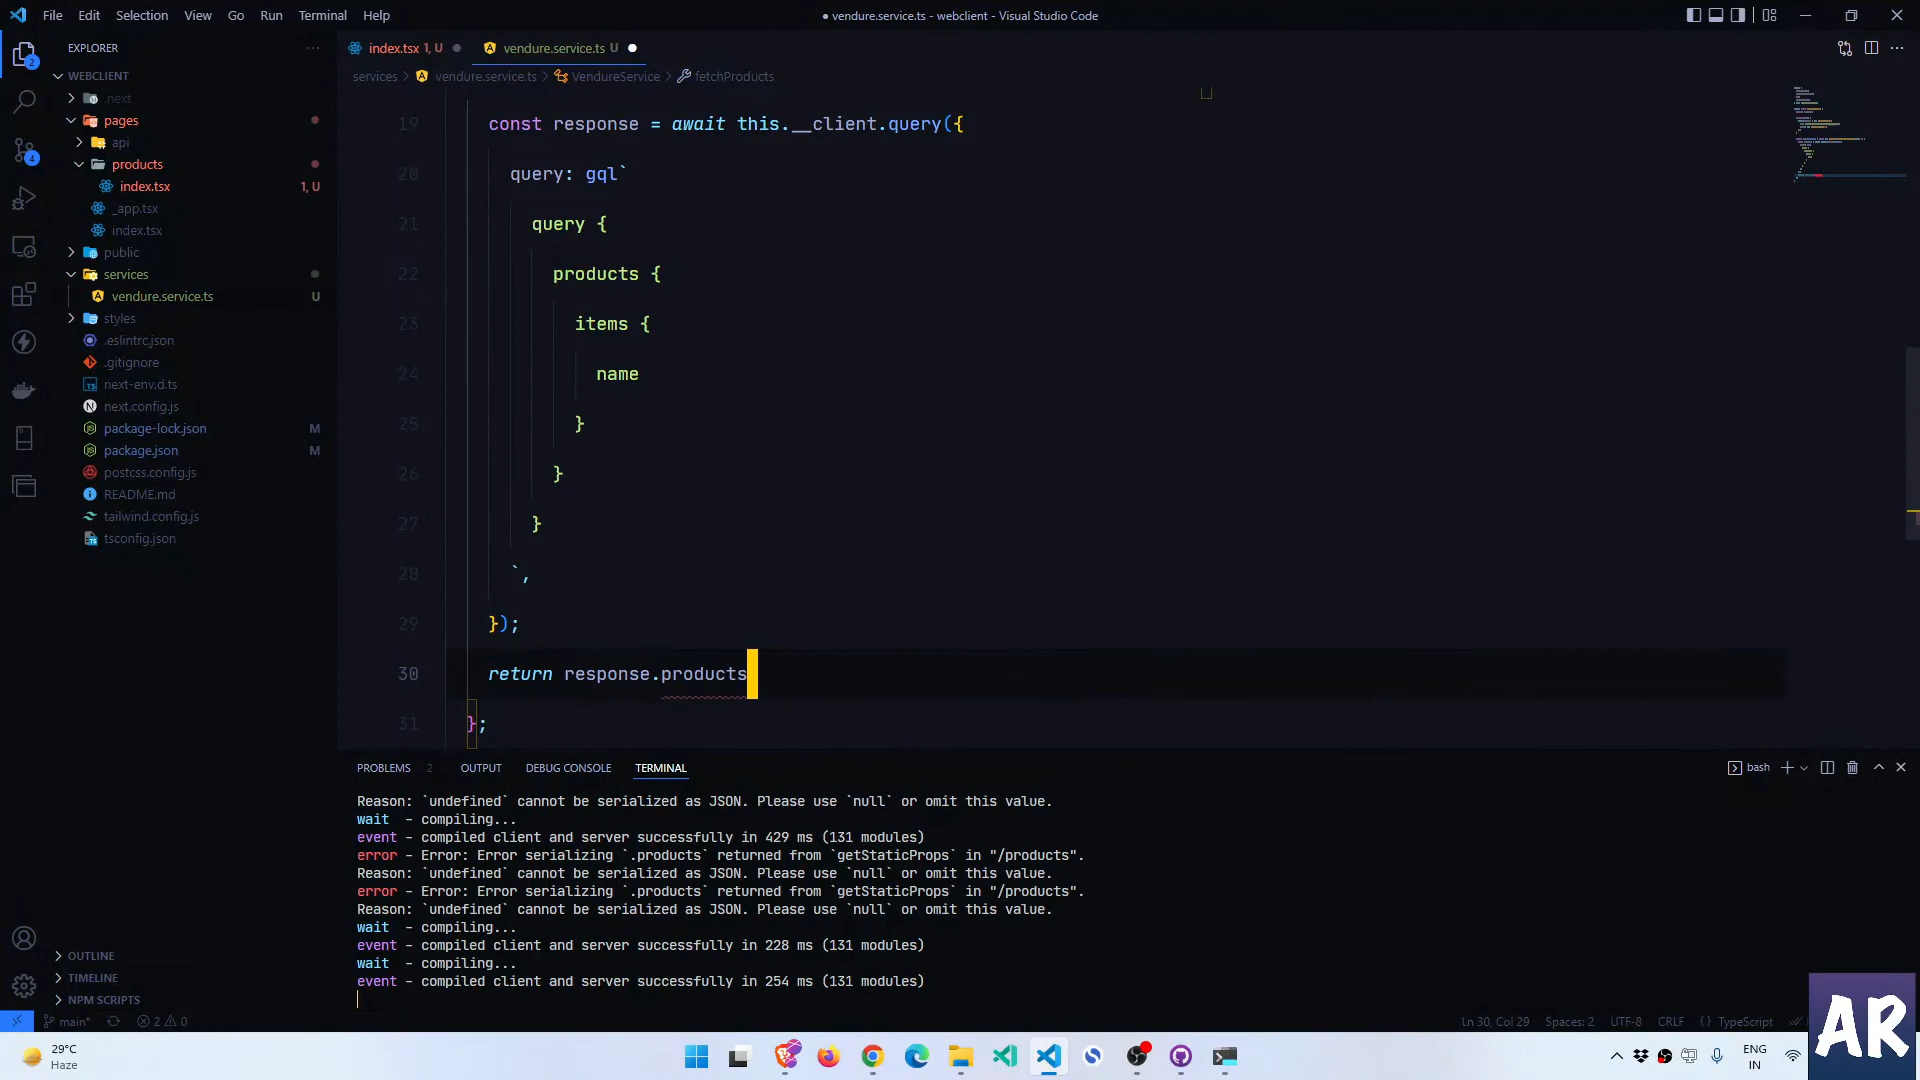 File Edit Selection View Go Run Terminal Help
● vendure.service.ts - webclient - Visual Studio Code
EXPLORER
WEBCLIENT
.next
pages
api
products
index.tsx 1, U
_app.tsx
index.tsx
public
services
vendure.service.ts U
styles
.eslintrc.json
.gitignore
next-env.d.ts
next.config.js
package-lock.json M
package.json M
postcss.config.js
README.md
tailwind.config.js
tsconfig.json
OUTLINE
TIMELINE
NPM SCRIPTS
2
4
index.tsx 1, U
vendure.service.ts U
services > vendure.service.ts > VendureService > fetchProducts
19 const response = await this.__client.query({
20 query: gql`
21 query {
22 products {
23 items {
24 name
25 }
26 }
27 }
28 `,
29 });
30 return response.products
31 };
PROBLEMS 2 OUTPUT DEBUG CONSOLE TERMINAL
bash
Reason: `undefined` cannot be serialized as JSON. Please use `null` or omit this value.
wait - compiling...
event - compiled client and server successfully in 429 ms (131 modules)
error - Error: Error serializing `.products` returned from `getStaticProps` in "/products".
Reason: `undefined` cannot be serialized as JSON. Please use `null` or omit this value.
error - Error: Error serializing `.products` returned from `getStaticProps` in "/products".
Reason: `undefined` cannot be serialized as JSON. Please use `null` or omit this value.
wait - compiling...
event - compiled client and server successfully in 228 ms (131 modules)
wait - compiling...
event - compiled client and server successfully in 254 ms (131 modules)
main* 2 0
Ln 30, Col 29 Spaces: 2 UTF-8 CRLF { } TypeScript
29°C
Haze
ENG
IN
AR